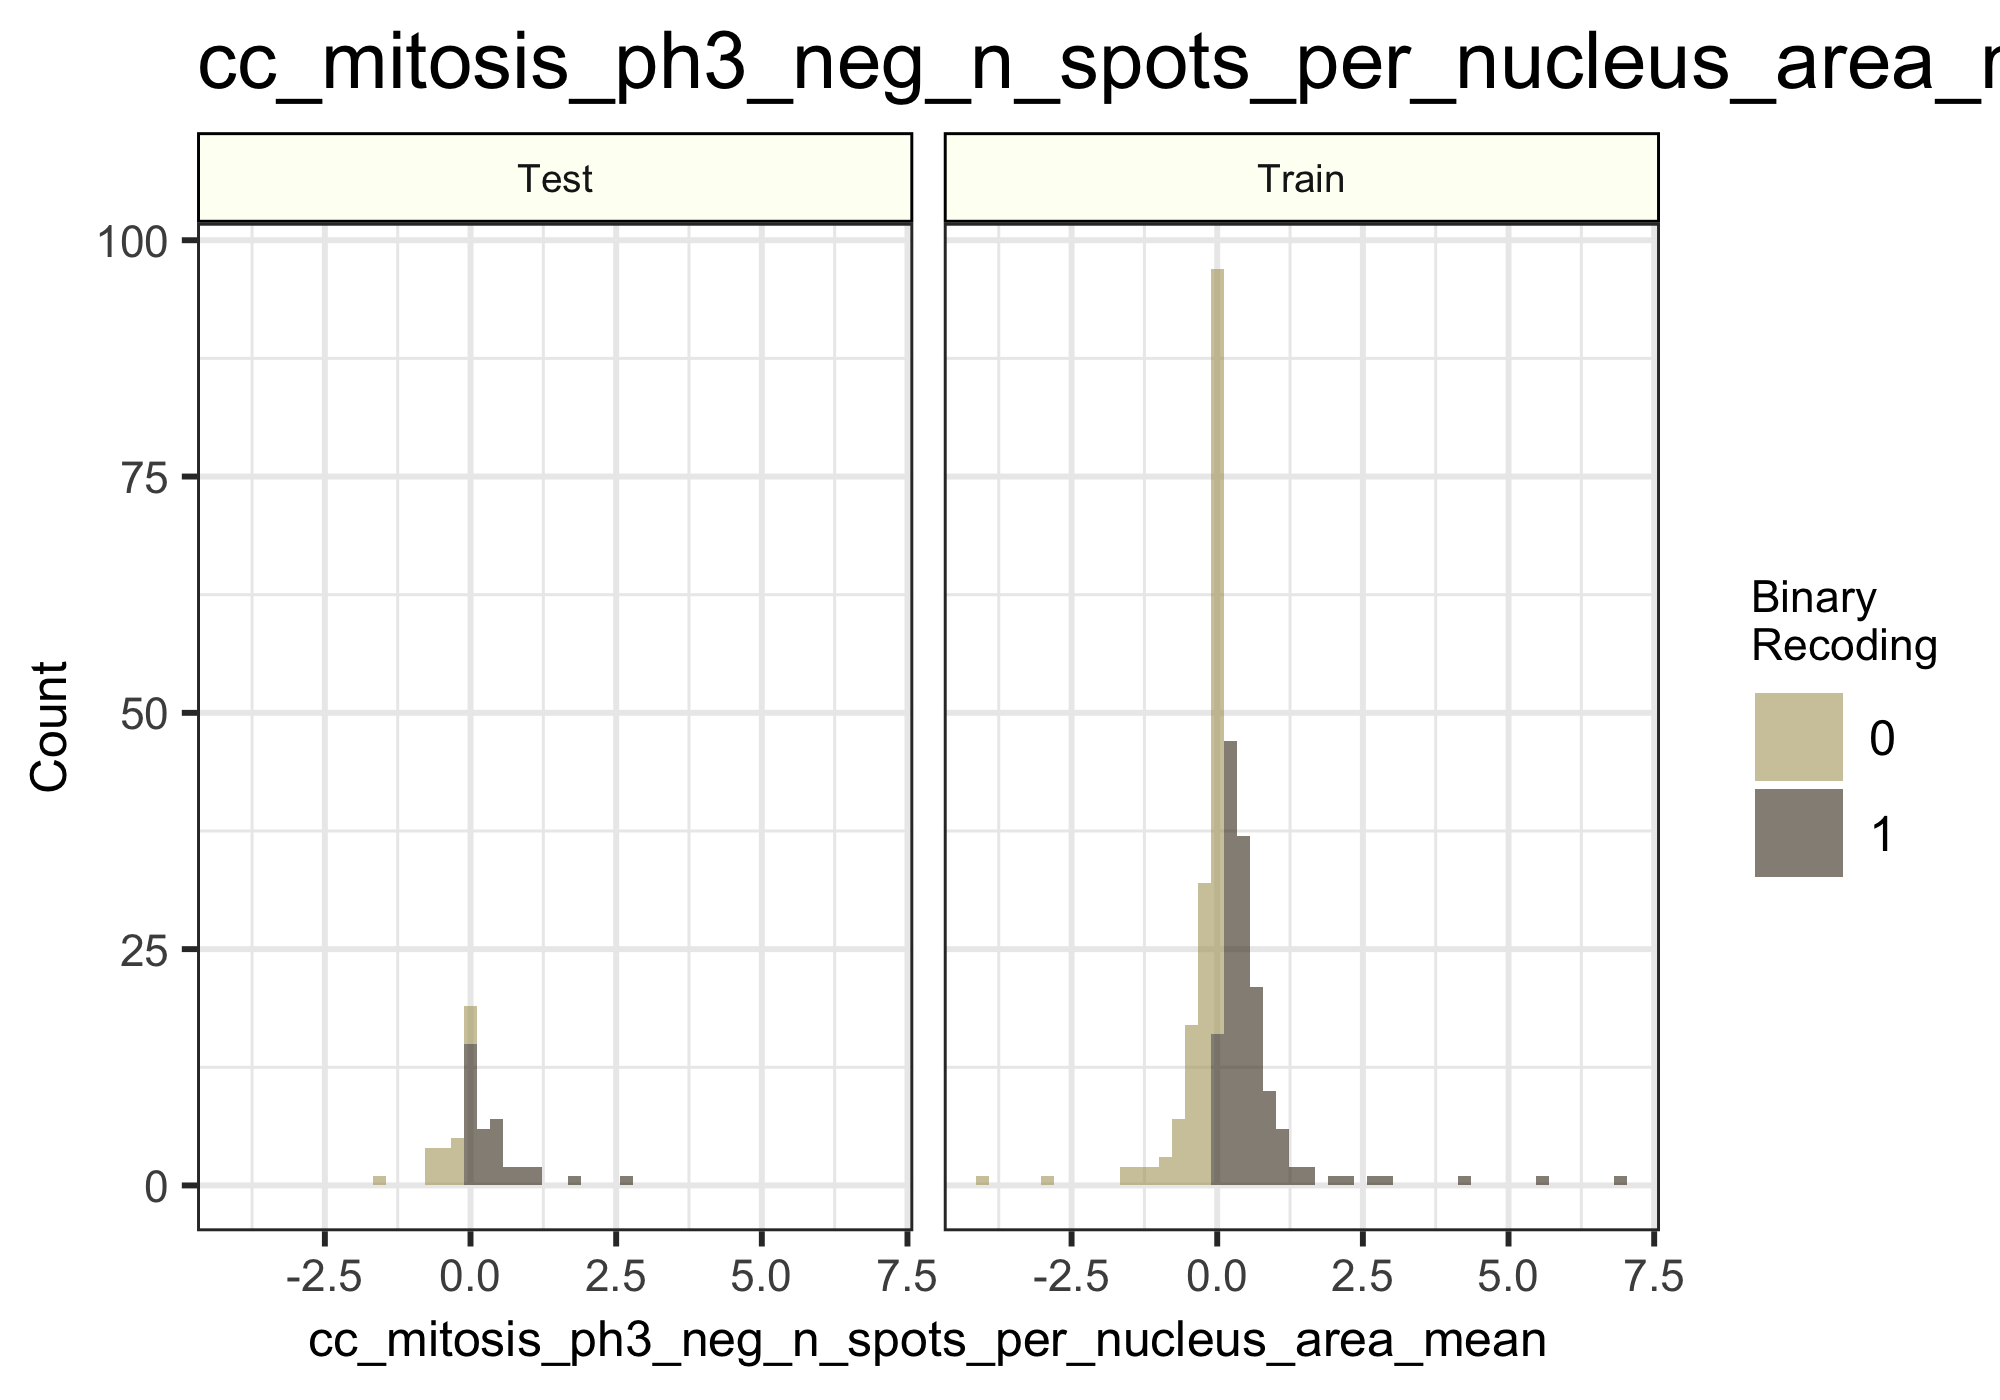 cc_mitosis_ph3_neg_n_spots_per_nucleus_area_
Test
Train
100
75
50
25
0
Count
-2.5
0.0
2.5
5.0
7.5
-2.5
0.0
2.5
5.0
7.5
cc_mitosis_ph3_neg_n_spots_per_nucleus_area_mean
Binary
Recoding
0
1